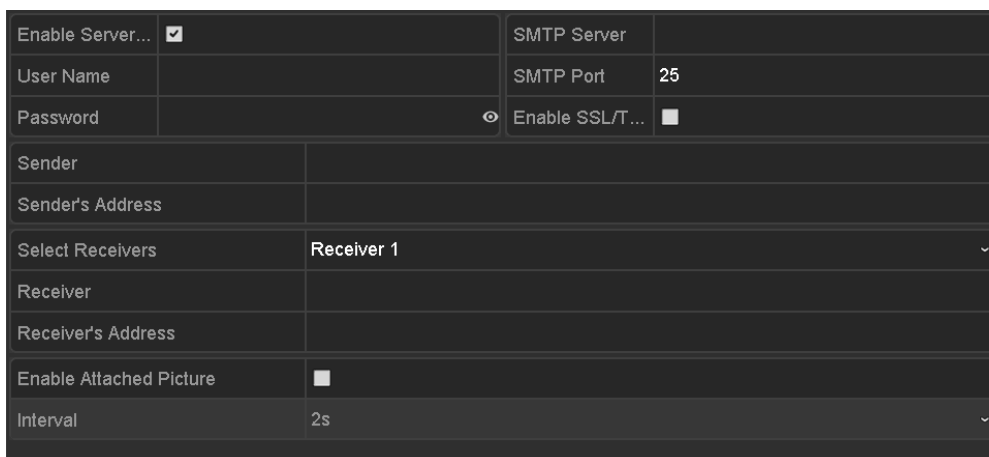 Enable Server...
SMTP Server
User Name
SMTP Port 25
Password
Enable SSL/T...
Sender
Sender's Address
Select Receivers Receiver 1
Receiver
Receiver's Address
Enable Attached Picture
Interval 2s